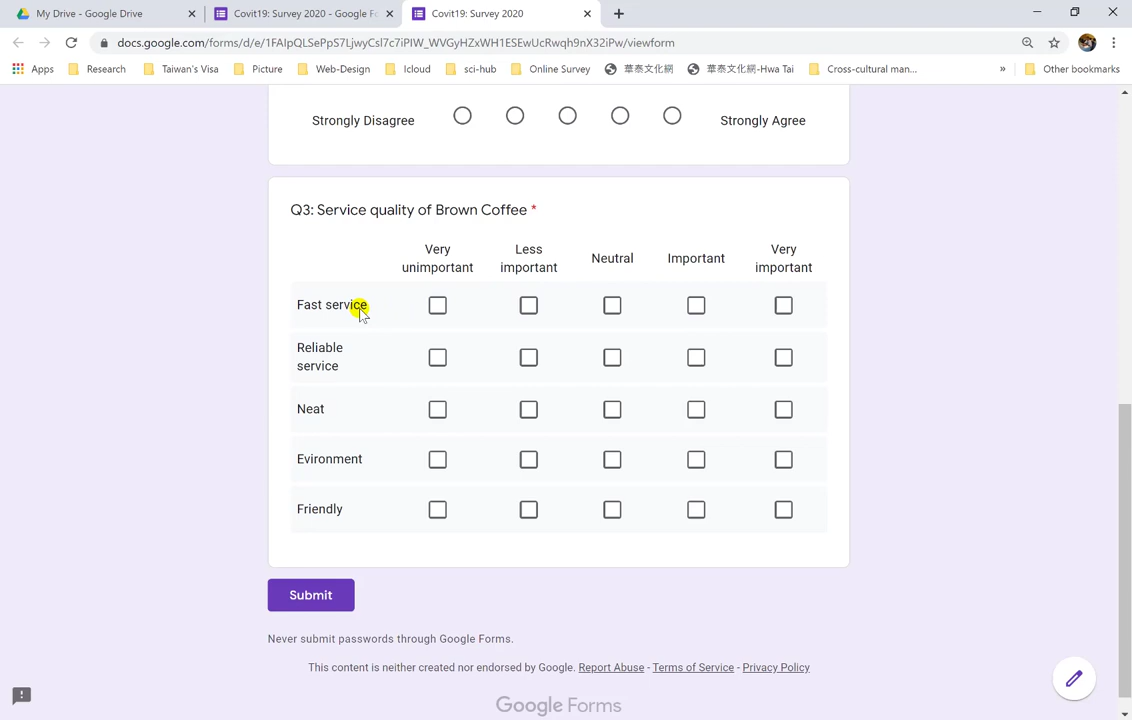 My Drive - Google Drive
Covit19: Survey 2020 - Google Fo
Covit19: Survey 2020
docs.google.com/forms/d/e/1FAIpQLSePpS7LjwyCsl7c7iPIW_WVGyHZxWH1ESEwUcRwqh9nX32iPw/viewform
Apps
Research
Taiwan's Visa
Picture
Web-Design
Icloud
sci-hub
Online Survey
華泰文化網
華泰文化網-Hwa Tai
Cross-cultural man...
»
Other bookmarks
Strongly Disagree
Strongly Agree
Q3: Service quality of Brown Coffee *
Very unimportant
Less important
Neutral
Important
Very important
Fast service
Reliable
service
Neat
Evironment
Friendly
Submit
Never submit passwords through Google Forms.
This content is neither created nor endorsed by Google. Report Abuse - Terms of Service - Privacy Policy
Google Forms